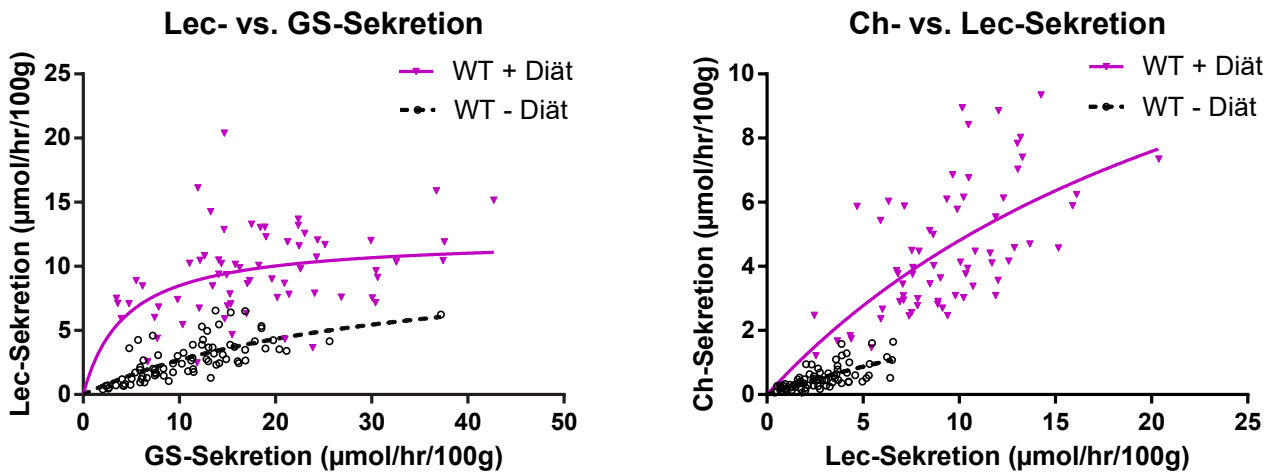 Lec- vs. GS-Sekretion
Lec-Sekretion (µmol/hr/100g)
25
20
15
10
5
0
0 10 20 30 40 50
GS-Sekretion (µmol/hr/100g)
WT + Diät
WT - Diät
Ch- vs. Lec-Sekretion
Ch-Sekretion (µmol/hr/100g)
10
8
6
4
2
0
0 5 10 15 20 25
Lec-Sekretion (µmol/hr/100g)
WT + Diät
WT - Diät